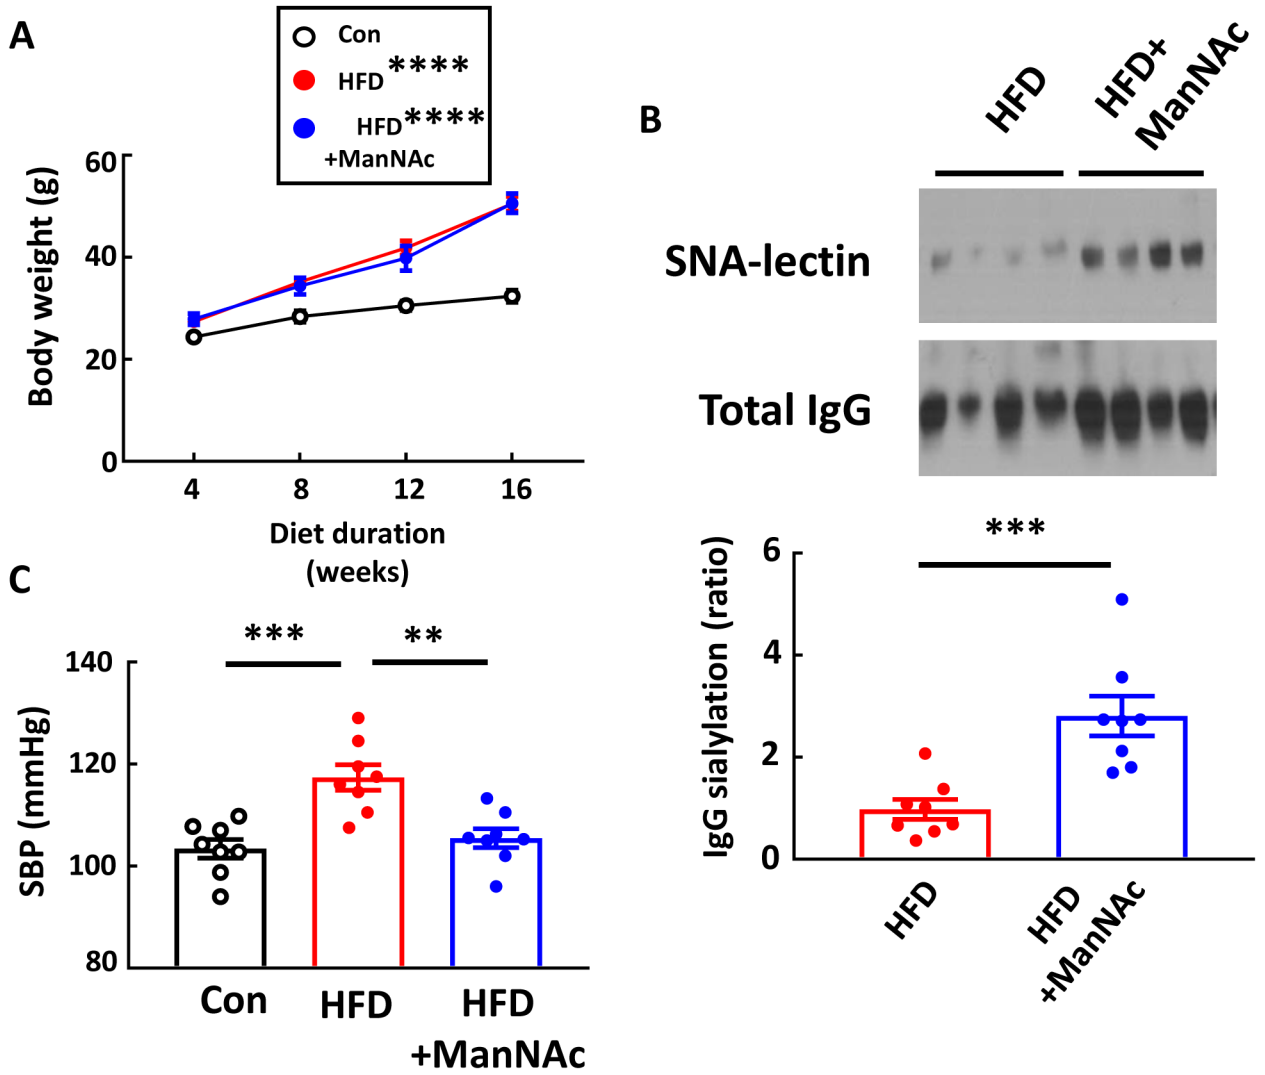 A
Con
HFD****
HFD****
+ManNAc
60
40
20
0
Body weight (g)
4 8 12 16
Diet duration
(weeks)
B
HFD
HFD+
ManNAc
SNA-lectin
Total IgG
***
6
4
2
0
IgG sialylation (ratio)
HFD
HFD
+ManNAc
C
*** **
140
120
100
80
SBP (mmHg)
Con HFD HFD
+ManNAc